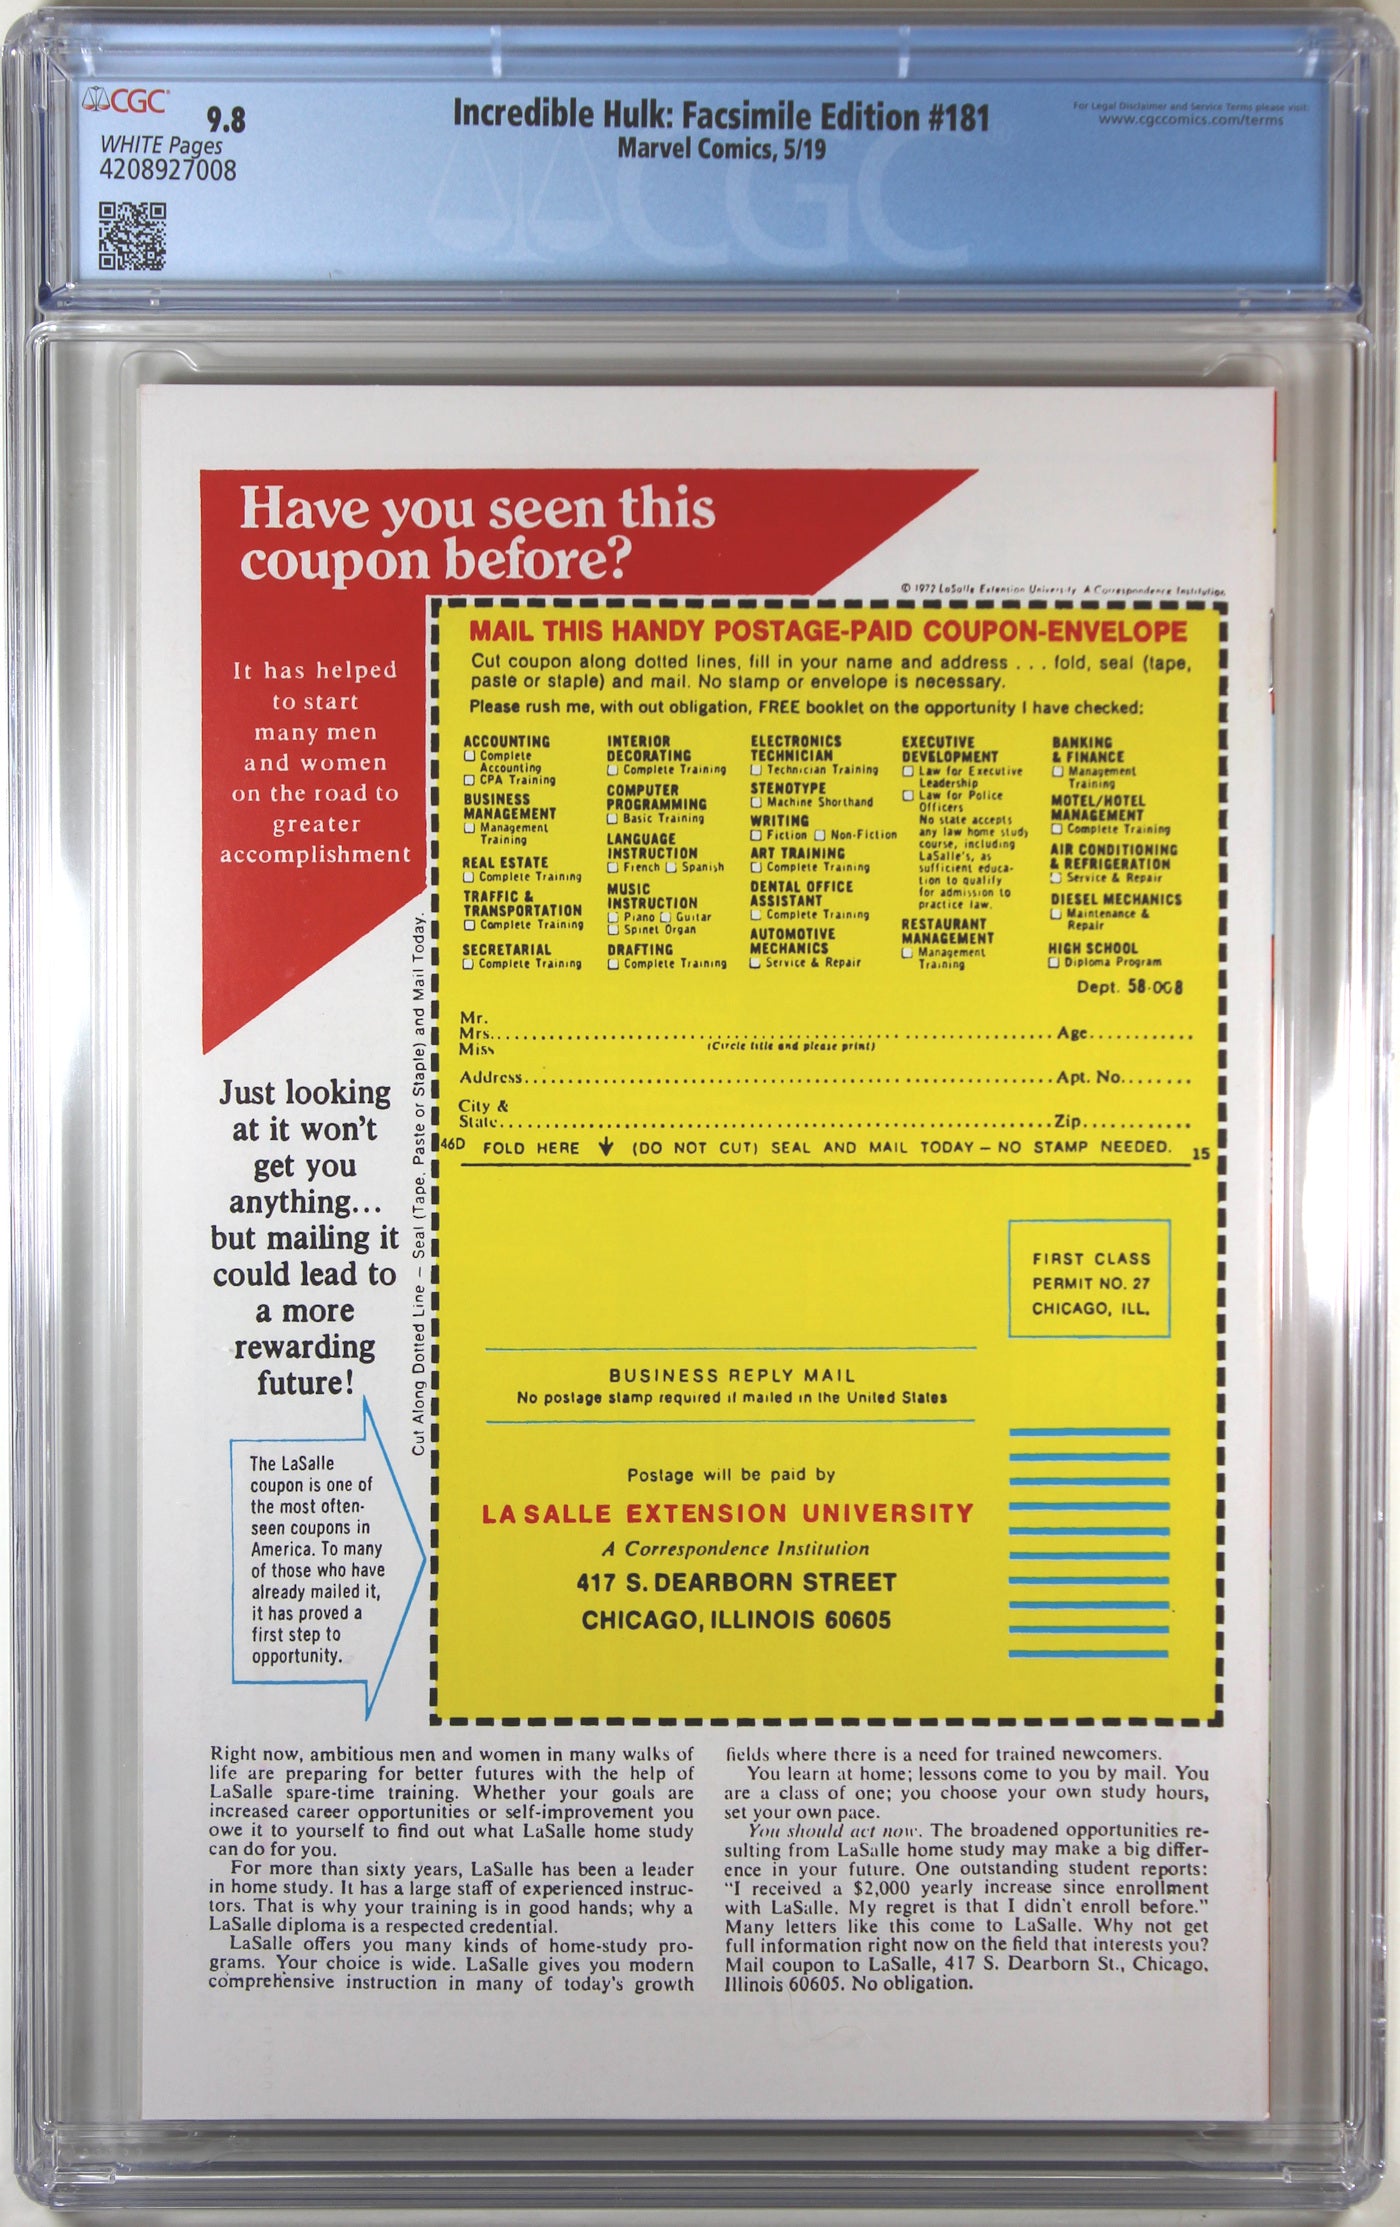 CGC
9.8
WHITE Pages
4208927008
Incredible Hulk: Facsimile Edition #181
Marvel Comics, 5/19
For Legal Disclaimer and Service Terms please visit:
www.cgccomics.com/terms
CGC
Have you seen this
coupon before?
It has helped
to start
many men
and women
on the road to
greater
accomplishment
© 1972 LaSalle Extension University A Correspondence Institution
MAIL THIS HANDY POSTAGE-PAID COUPON-ENVELOPE
Cut coupon along dotted lines, fill in your name and address . . . fold, seal (tape,
paste or staple) and mail. No stamp or envelope is necessary.
Please rush me, with out obligation, FREE booklet on the opportunity I have checked:
ACCOUNTING
Complete
Accounting
CPA Training
BUSINESS
MANAGEMENT
Management
Training
REAL ESTATE
Complete Training
TRAFFIC &
TRANSPORTATION
Complete Training
SECRETARIAL
Complete Training
INTERIOR
DECORATING
Complete Training
COMPUTER
PROGRAMMING
Basic Training
LANGUAGE
INSTRUCTION
French Spanish
MUSIC
INSTRUCTION
Piano Guitar
Spinet Organ
DRAFTING
Complete Training
ELECTRONICS
TECHNICIAN
Technician Training
STENOTYPE
Machine Shorthand
WRITING
Fiction Non-Fiction
ART TRAINING
Complete Training
DENTAL OFFICE
ASSISTANT
Complete Training
AUTOMOTIVE
MECHANICS
Service & Repair
EXECUTIVE
DEVELOPMENT
Law for Executive
Leadership
Law for Police
Officers
No state accepts
any law home study
course, including
LaSalle's, as
sufficient educa-
tion to qualify
for admission to
practice law.
RESTAURANT
MANAGEMENT
Management
Training
BANKING
& FINANCE
Management
Training
MOTEL/HOTEL
MANAGEMENT
Complete Training
AIR CONDITIONING
& REFRIGERATION
Service & Repair
DIESEL MECHANICS
Maintenance &
Repair
HIGH SCHOOL
Diploma Program
Dept. 58-008
Mr.
Mrs. Age
Miss
(Circle title and please print)
Address Apt. No.
City &
State Zip
46D FOLD HERE (DO NOT CUT) SEAL AND MAIL TODAY – NO STAMP NEEDED. 15
Cut Along Dotted Line – Seal (Tape, Paste or Staple) and Mail Today.
Just looking
at it won't
get you
anything...
but mailing it
could lead to
a more
rewarding
future!
The LaSalle
coupon is one of
the most often-
seen coupons in
America. To many
of those who have
already mailed it,
it has proved a
first step to
opportunity.
FIRST CLASS
PERMIT NO. 27
CHICAGO, ILL.
BUSINESS REPLY MAIL
No postage stamp required if mailed in the United States
Postage will be paid by
LA SALLE EXTENSION UNIVERSITY
A Correspondence Institution
417 S. DEARBORN STREET
CHICAGO, ILLINOIS 60605
Right now, ambitious men and women in many walks of
life are preparing for better futures with the help of
LaSalle spare-time training. Whether your goals are
increased career opportunities or self-improvement you
owe it to yourself to find out what LaSalle home study
can do for you.
For more than sixty years, LaSalle has been a leader
in home study. It has a large staff of experienced instruc-
tors. That is why your training is in good hands; why a
LaSalle diploma is a respected credential.
LaSalle offers you many kinds of home-study pro-
grams. Your choice is wide. LaSalle gives you modern
comprehensive instruction in many of today's growth
fields where there is a need for trained newcomers.
You learn at home; lessons come to you by mail. You
are a class of one; you choose your own study hours,
set your own pace.
You should act now. The broadened opportunities re-
sulting from LaSalle home study may make a big differ-
ence in your future. One outstanding student reports:
"I received a $2,000 yearly increase since enrollment
with LaSalle. My regret is that I didn't enroll before."
Many letters like this come to LaSalle. Why not get
full information right now on the field that interests you?
Mail coupon to LaSalle, 417 S. Dearborn St., Chicago,
Illinois 60605. No obligation.